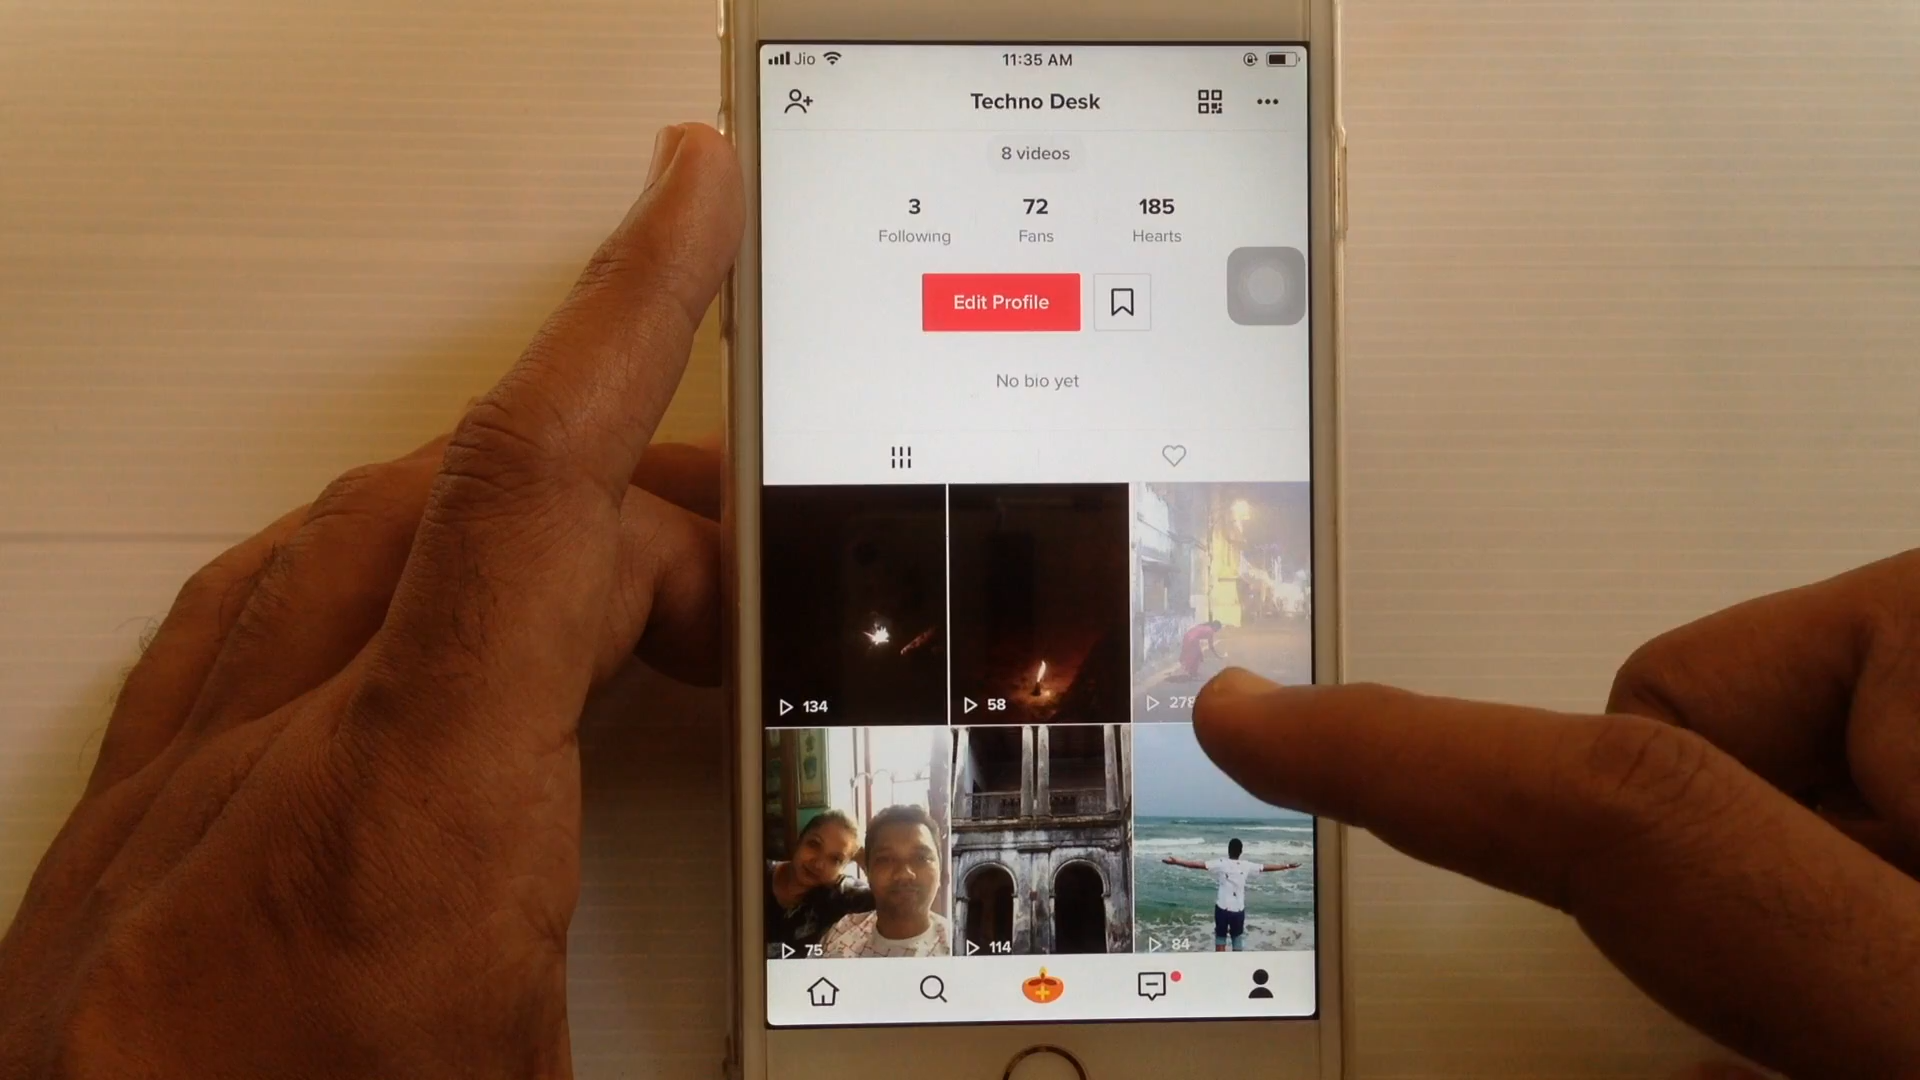 Jio 11:35 AM
Techno Desk
8 videos
3 72 185
Following Fans Hearts
Edit Profile
No bio yet
134 58 278
75 114 84